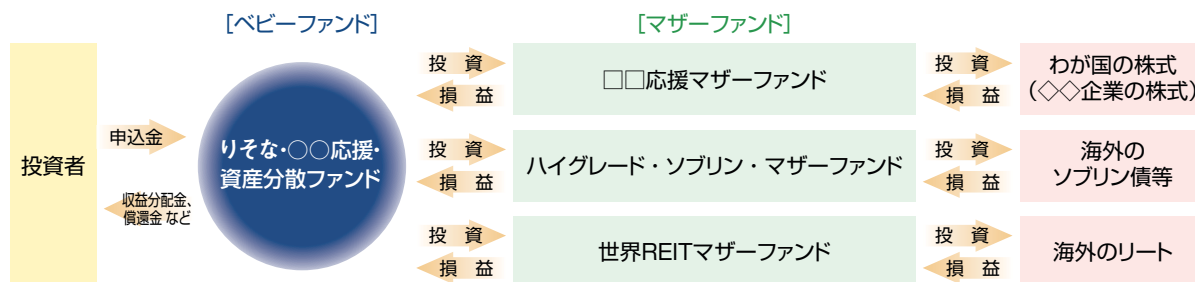 [ベビーファンド]
[マザーファンド]
投資者
申込金
収益分配金、
償還金 など
りそな・○○応援・
資産分散ファンド
投 資
損 益
□□応援マザーファンド
投 資
損 益
わが国の株式
(◇◇企業の株式)
投 資
損 益
ハイグレード・ソブリン・マザーファンド
投 資
損 益
海外の
ソブリン債等
投 資
損 益
世界REITマザーファンド
投 資
損 益
海外のリート